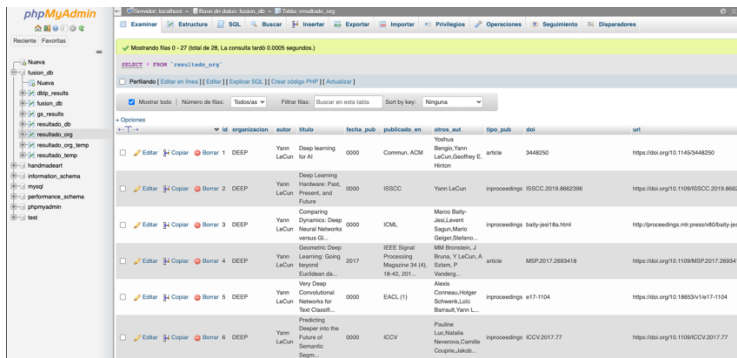 phpMyAdmin
Servidor: localhost » Base de datos: fusion_db » Tabla: resultado_org
Examinar Estructura SQL Buscar Insertar Exportar Importar Privilegios Operaciones Seguimiento Disparadores
Reciente Favoritas
Nueva
fusion_db
Nueva
dblp_results
fusion_db
gs_results
resultado_db
resultado_org
resultado_org_temp
resultado_temp
handmadeart
information_schema
mysql
performance_schema
phpmyadmin
test
Mostrando filas 0 - 27 (total de 28, La consulta tardó 0.0005 segundos.)
SELECT * FROM `resultado_org`
Perfilando [ Editar en línea ] [ Editar ] [ Explicar SQL ] [ Crear código PHP ] [ Actualizar ]
Mostrar todo | Número de filas: Todos/as Filtrar filas: Buscar en esta tabla Sort by key: Ninguna
+ Opciones
←T→ id organizacion autor titulo fecha_pub publicado_en otros_aut tipo_pub doi url
Editar Copiar Borrar 1 DEEP Yann LeCun Deep learning for AI 0000 Commun. ACM Yoshua Bengio,Yann LeCun,Geoffrey E. Hinton article 3448250 https://doi.org/10.1145/3448250
Editar Copiar Borrar 2 DEEP Yann LeCun Deep Learning Hardware: Past, Present, and Future 0000 ISSCC Yann LeCun inproceedings ISSCC.2019.8662396 https://doi.org/10.1109/ISSCC.2019.8662
Editar Copiar Borrar 3 DEEP Yann LeCun Comparing Dynamics: Deep Neural Networks versus Gl... 0000 ICML Marco Baity-Jesi,Levent Sagun,Mario Geiger,Stefano... inproceedings baity-jesi18a.html http://proceedings.mlr.press/v80/baity-jes
Editar Copiar Borrar 4 DEEP Yann LeCun Geometric Deep Learning: Going beyond Euclidean da... 2017 IEEE Signal Processing Magazine 34 (4), 18-42, 201... MM Bronstein, J Bruna, Y LeCun, A Szlam, P Vanderg... article MSP.2017.2693418 https://doi.org/10.1109/MSP.2017.26934
Editar Copiar Borrar 5 DEEP Yann LeCun Very Deep Convolutional Networks for Text Classifi... 0000 EACL (1) Alexis Conneau,Holger Schwenk,Loïc Barrault,Yann L... inproceedings e17-1104 https://doi.org/10.18653/v1/e17-1104
Editar Copiar Borrar 6 DEEP Yann LeCun Predicting Deeper into the Future of Semantic Segm... 0000 ICCV Pauline Luc,Natalia Neverova,Camille Couprie,Jakob... inproceedings ICCV.2017.77 https://doi.org/10.1109/ICCV.2017.77